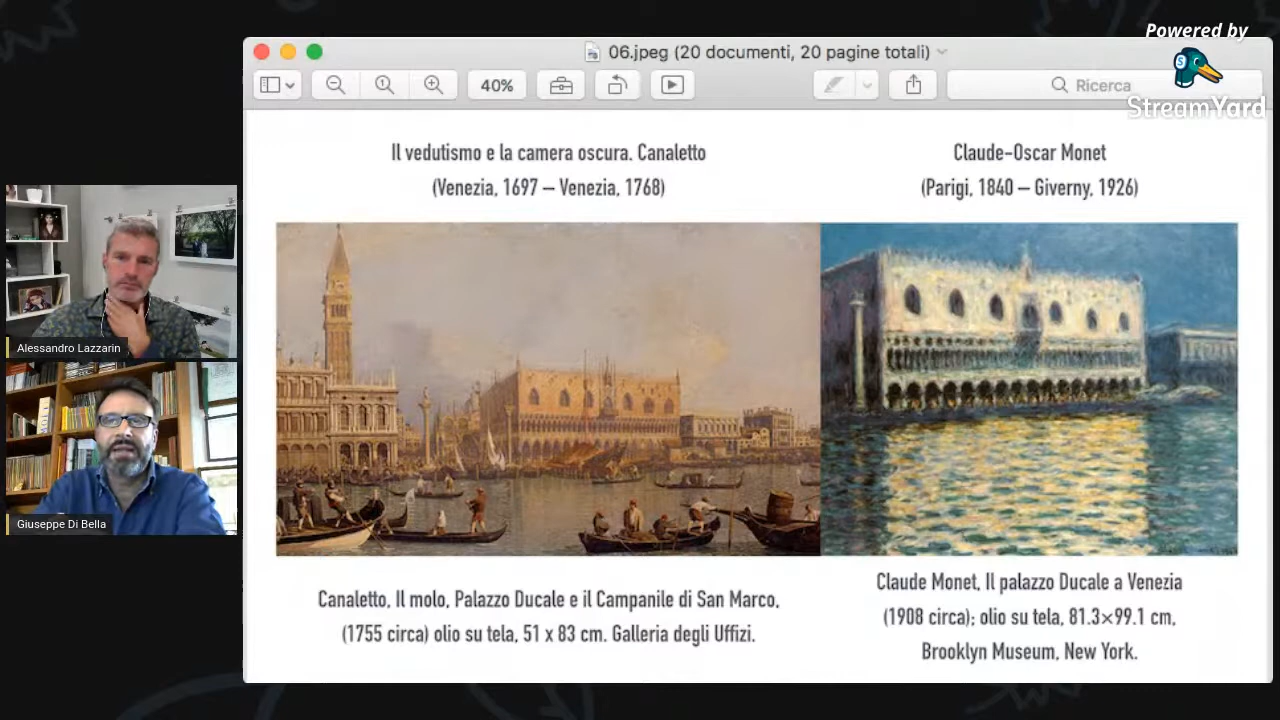 Powered by
StreamYard
06.jpeg (20 documenti, 20 pagine totali)
40%
Ricerca
Il vedutismo e la camera oscura. Canaletto
(Venezia, 1697 – Venezia, 1768)
Claude-Oscar Monet
(Parigi, 1840 – Giverny, 1926)
Alessandro Lazzarin
Giuseppe Di Bella
Canaletto, Il molo, Palazzo Ducale e il Campanile di San Marco,
(1755 circa) olio su tela, 51 x 83 cm. Galleria degli Uffizi.
Claude Monet, Il palazzo Ducale a Venezia
(1908 circa); olio su tela, 81.3×99.1 cm,
Brooklyn Museum, New York.